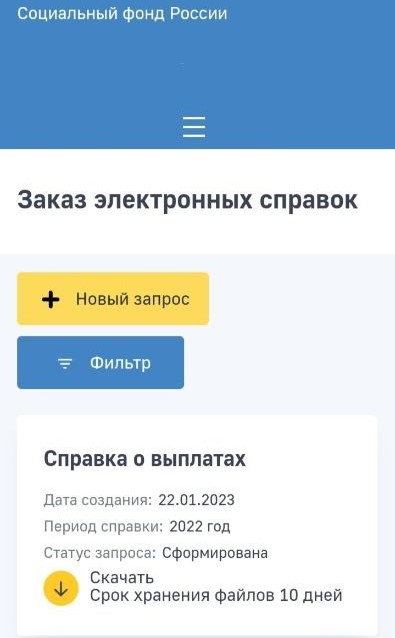 Социальный фонд России
Заказ электронных справок
Новый запрос
Фильтр
Справка о выплатах
Дата создания: 22.01.2023
Период справки: 2022 год
Статус запроса: Сформирована
Скачать
Срок хранения файлов 10 дней